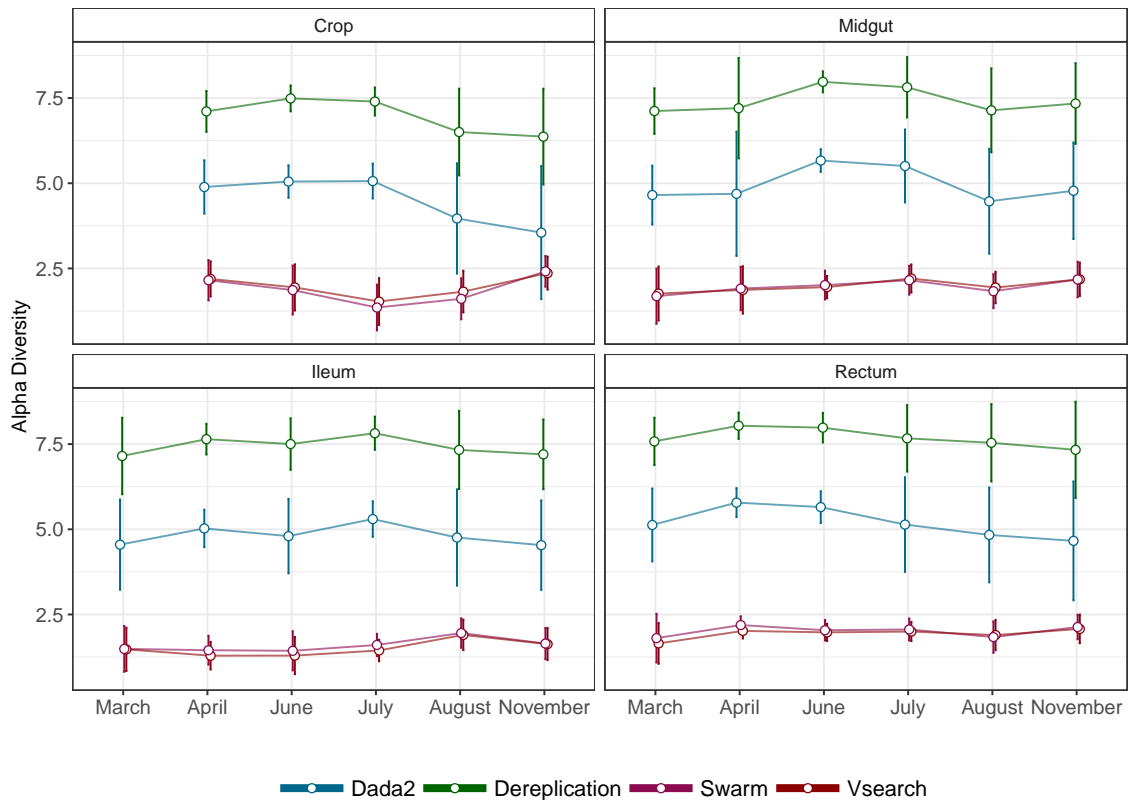 Crop Midgut
7.5
5.0
2.5
Alpha Diversity
Ileum Rectum
7.5
5.0
2.5
March April June July August November March April June July August November
Dada2 Dereplication Swarm Vsearch